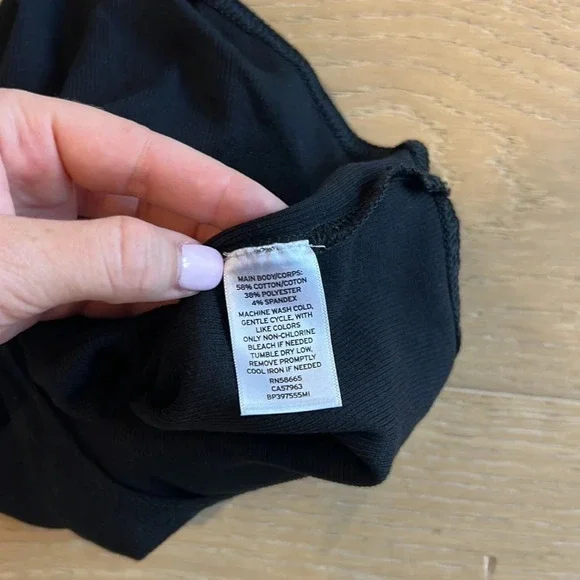 MAIN BODY/CORPS:
58% COTTON/COTON
38% POLYESTER
4% SPANDEX
MACHINE WASH COLD,
GENTLE CYCLE, WITH
LIKE COLORS
ONLY NON-CHLORINE
BLEACH IF NEEDED
TUMBLE DRY LOW,
REMOVE PROMPTLY
COOL IRON IF NEEDED
RN58665
CA57963
BP397555MI